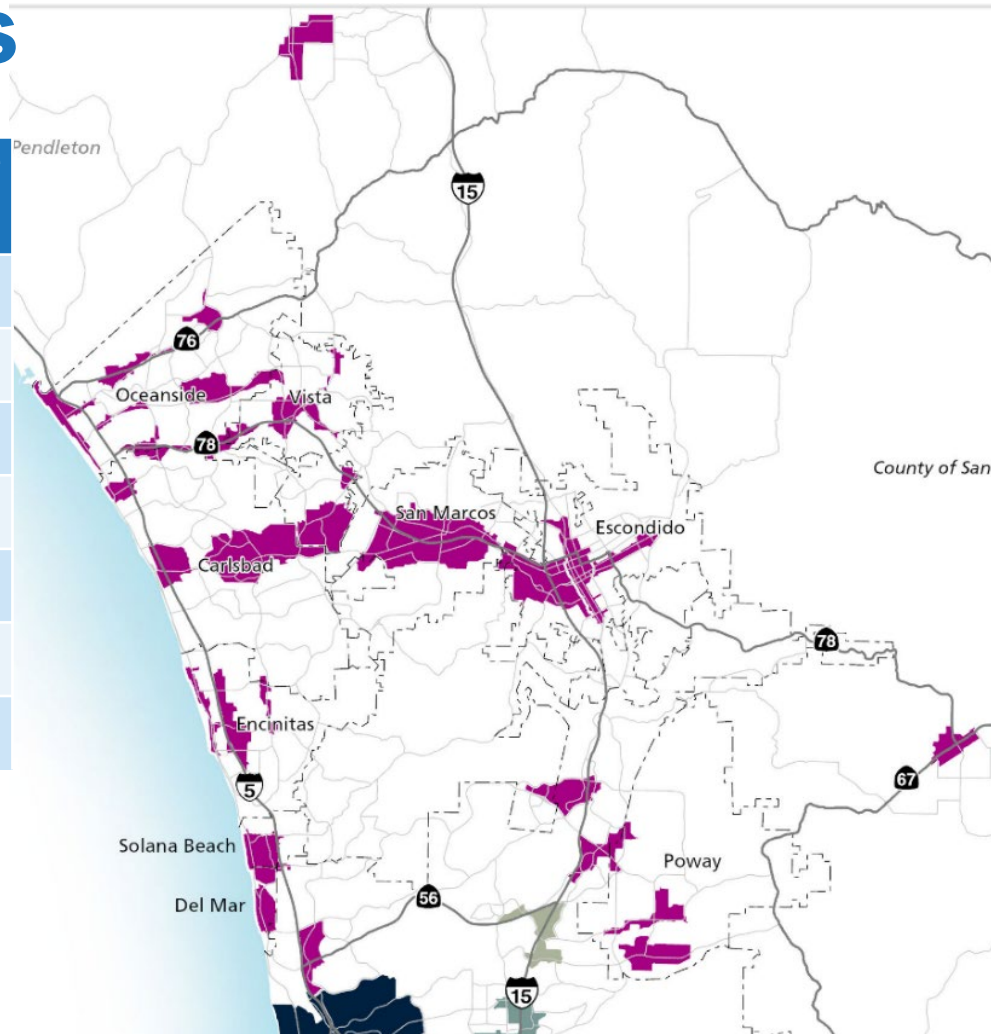 s
Pendleton
15
76
Oceanside
Vista
78
County of San
San Marcos
Escondido
Carlsbad
78
Encinitas
67
5
Solana Beach
Poway
56
Del Mar
15